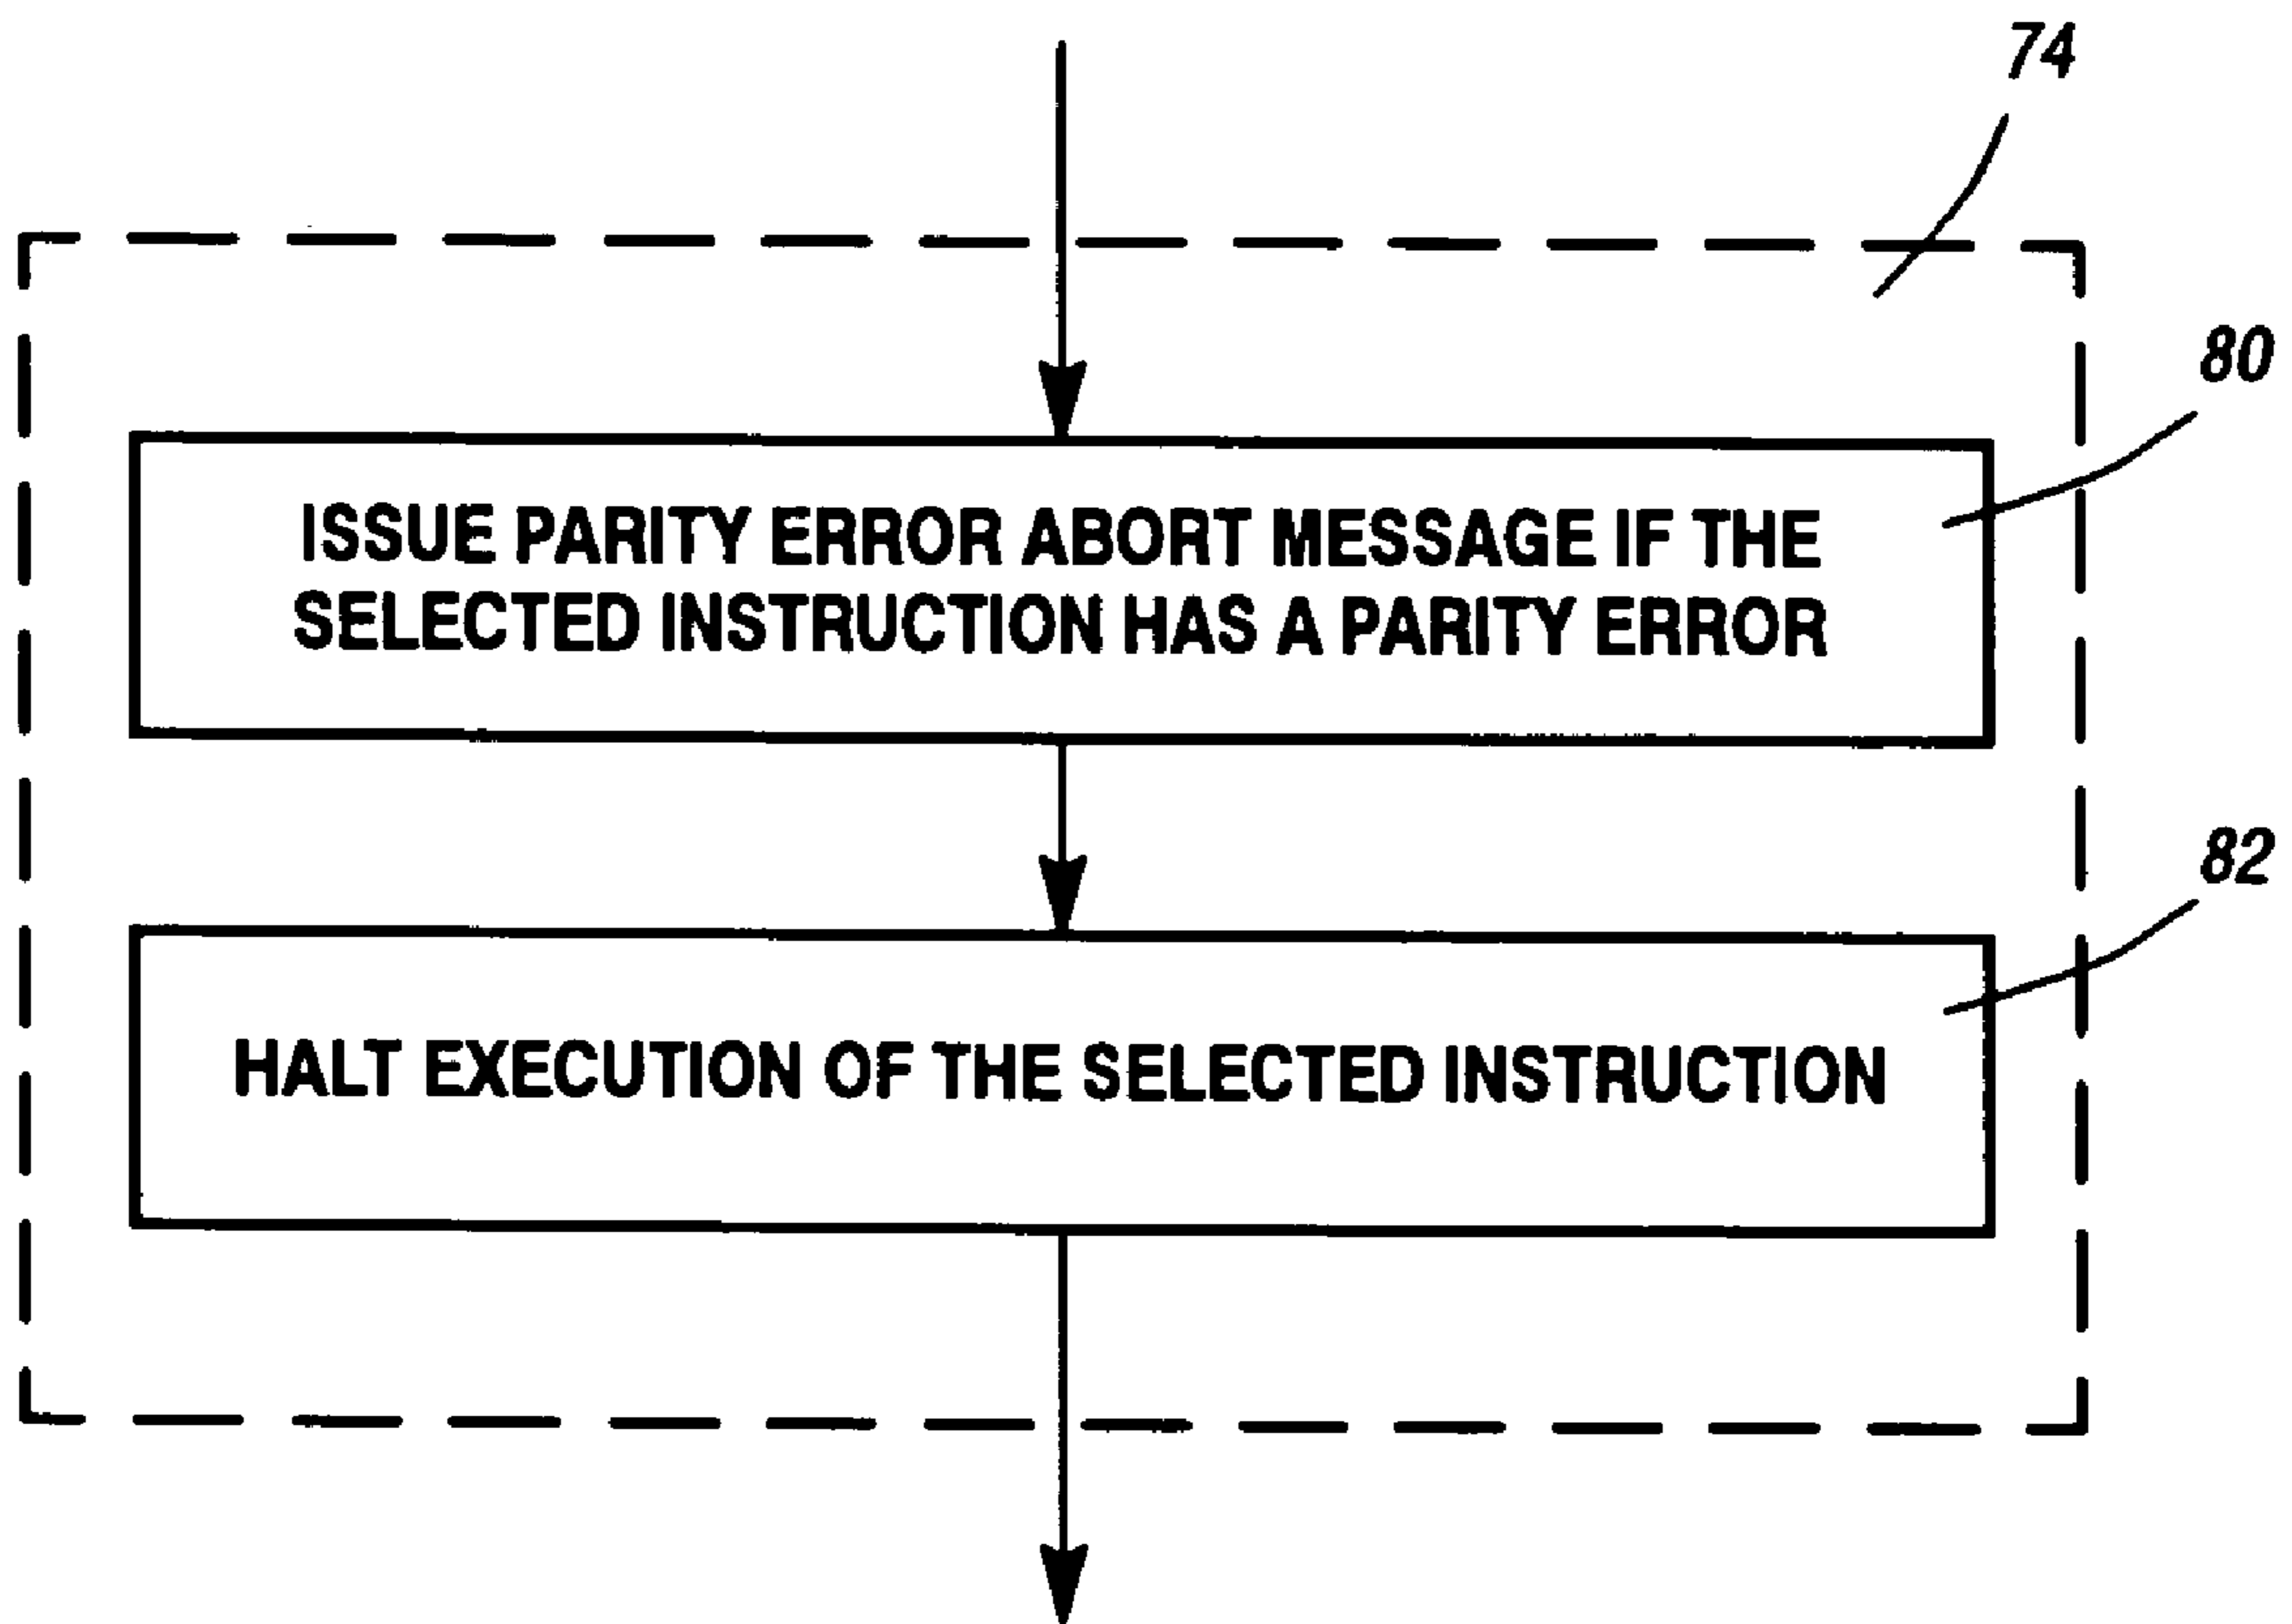 74
80
ISSUE PARITY ERROR ABORT MESSAGE IF THE
SELECTED INSTRUCTION HAS A PARITY ERROR
82
HALT EXECUTION OF THE SELECTED INSTRUCTION